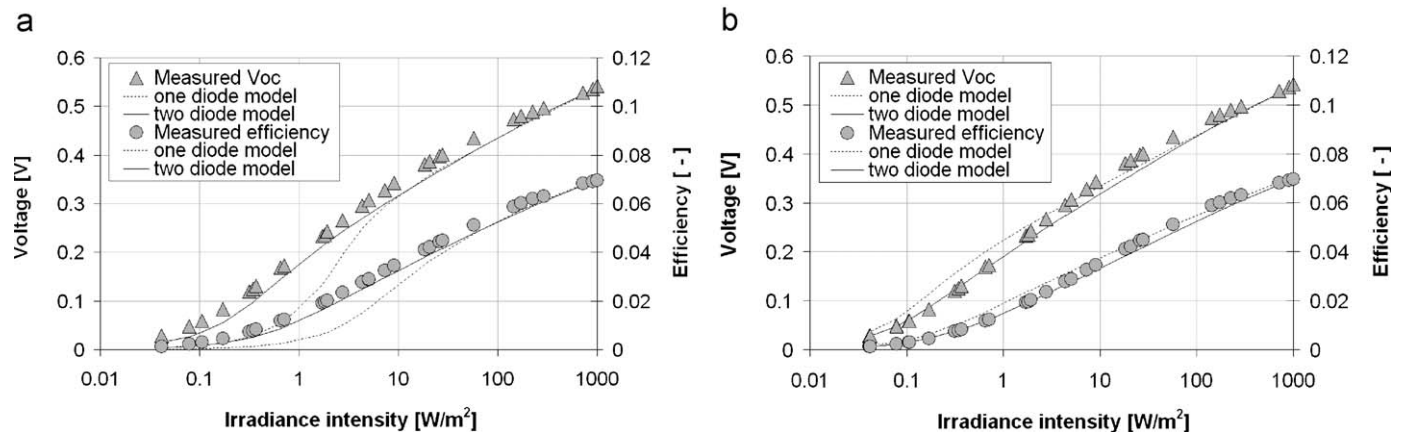 a
Voltage [V]
0.6
0.5
0.4
0.3
0.2
0.1
0
Measured Voc
one diode model
two diode model
Measured efficiency
one diode model
two diode model
0.12
0.1
0.08
0.06
0.04
0.02
0
Efficiency [ - ]
0.01 0.1 1 10 100 1000
Irradiance intensity [W/m²]
b
Voltage [V]
0.6
0.5
0.4
0.3
0.2
0.1
0
Measured Voc
one diode model
two diode model
Measured efficiency
one diode model
two diode model
0.12
0.1
0.08
0.06
0.04
0.02
0
Efficiency [ - ]
0.01 0.1 1 10 100 1000
Irradiance intensity [W/m²]